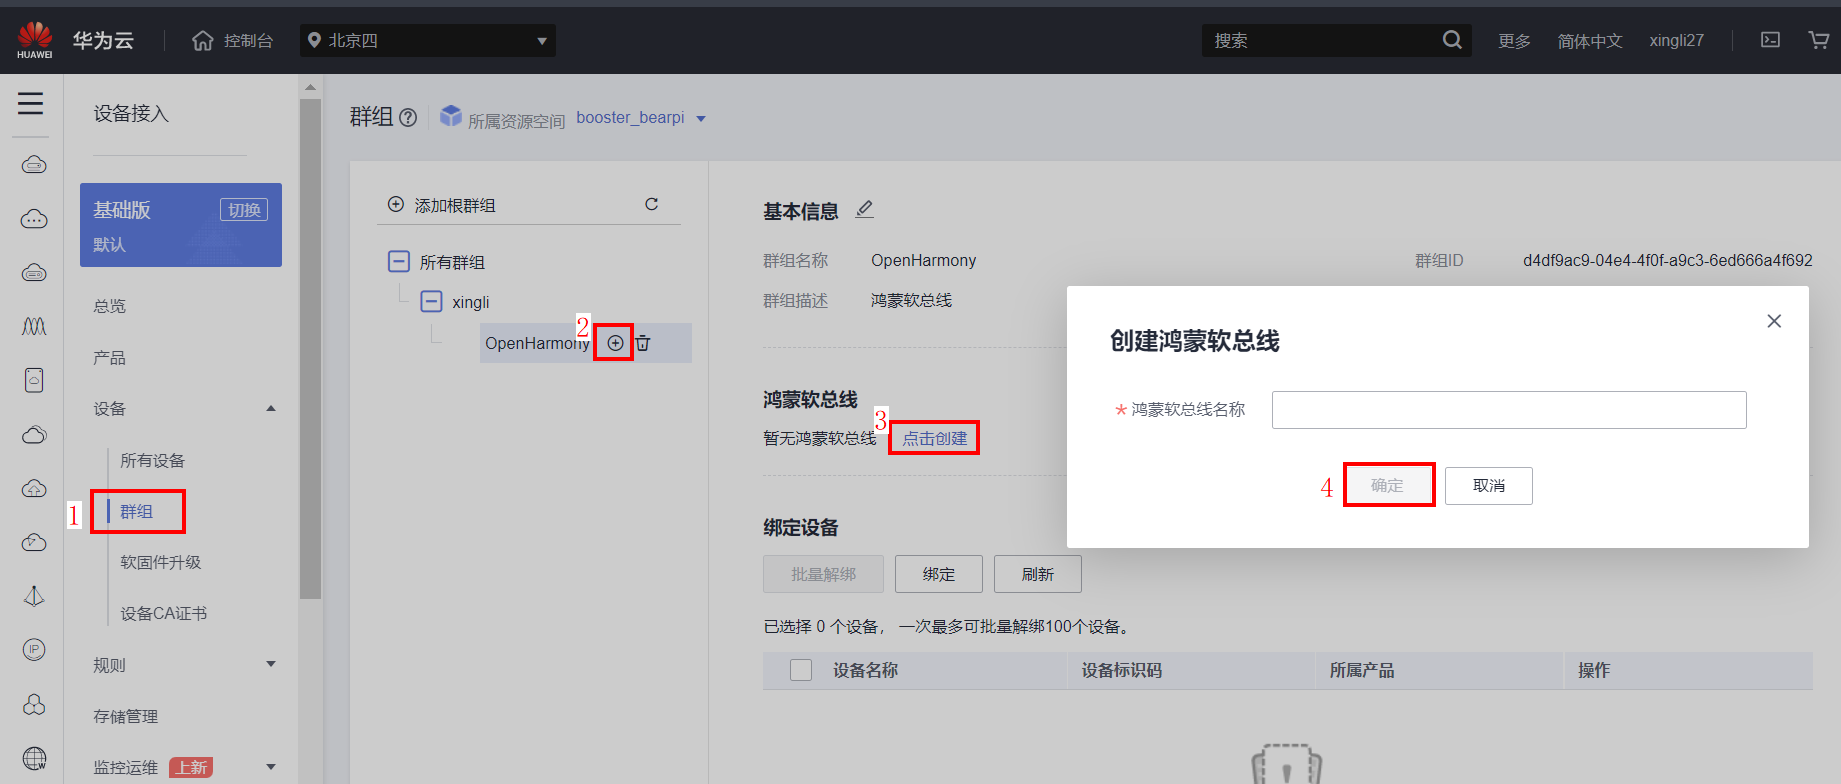 HUAWEI
华为云
控制台
北京四
搜索
更多
简体中文
xingli27
设备接入
基础版
切换
默认
总览
产品
设备
所有设备
1
群组
软固件升级
设备CA证书
规则
存储管理
监控运维
上新
IP
W
群组
?
所属资源空间
booster_bearpi
添加根群组
所有群组
xingli
2
OpenHarmony
基本信息
群组名称
OpenHarmony
群组ID
d4df9ac9-04e4-4f0f-a9c3-6ed666a4f692
群组描述
鸿蒙软总线
鸿蒙软总线
3
暂无鸿蒙软总线
点击创建
绑定设备
批量解绑
绑定
刷新
已选择 0 个设备， 一次最多可批量解绑100个设备。
设备名称
设备标识码
所属产品
操作
创建鸿蒙软总线
*鸿蒙软总线名称
4
确定
取消